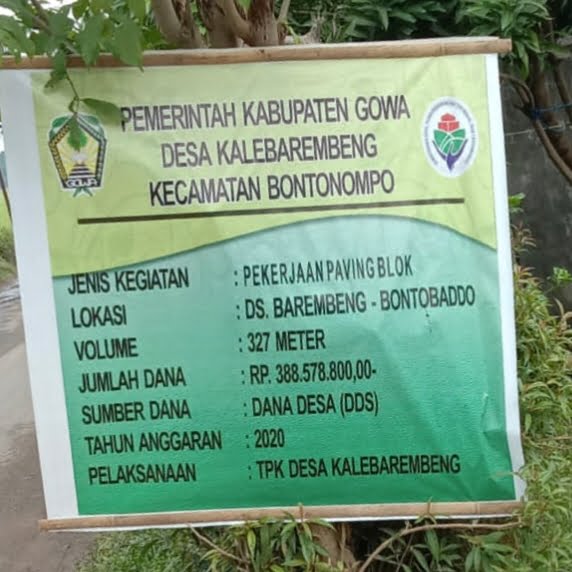 PEMERINTAH KABUPATEN GOWA
DESA KALEBAREMBENG
KECAMATAN BONTONOMPO
GOWA
JENIS KEGIATAN : PEKERJAAN PAVING BLOK
LOKASI : DS. BAREMBENG - BONTOBADDO
VOLUME : 327 METER
JUMLAH DANA : RP. 388.578.800,00-
SUMBER DANA : DANA DESA (DDS)
TAHUN ANGGARAN : 2020
PELAKSANAAN : TPK DESA KALEBAREMBENG